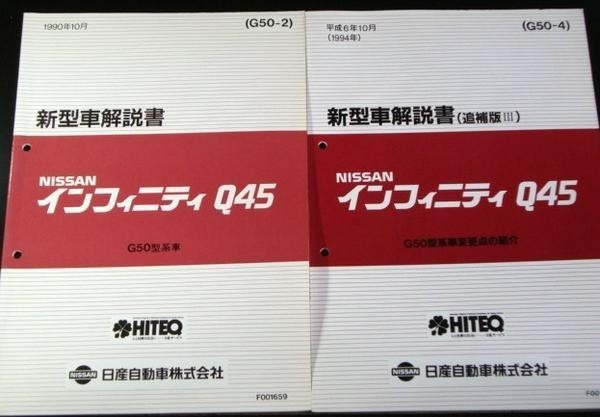 1990年10月
(G50-2)
新型車解説書
NISSAN
インフィニティ Q45
G50型系車
HITEQ
NISSAN
日産自動車株式会社
F001659
平成6年10月
(1994年)
(G50-4)
新型車解説書(追補版Ⅲ)
NISSAN
インフィニティ Q45
G50型系車変更点の紹介
HITEQ
NISSAN
日産自動車株式会社